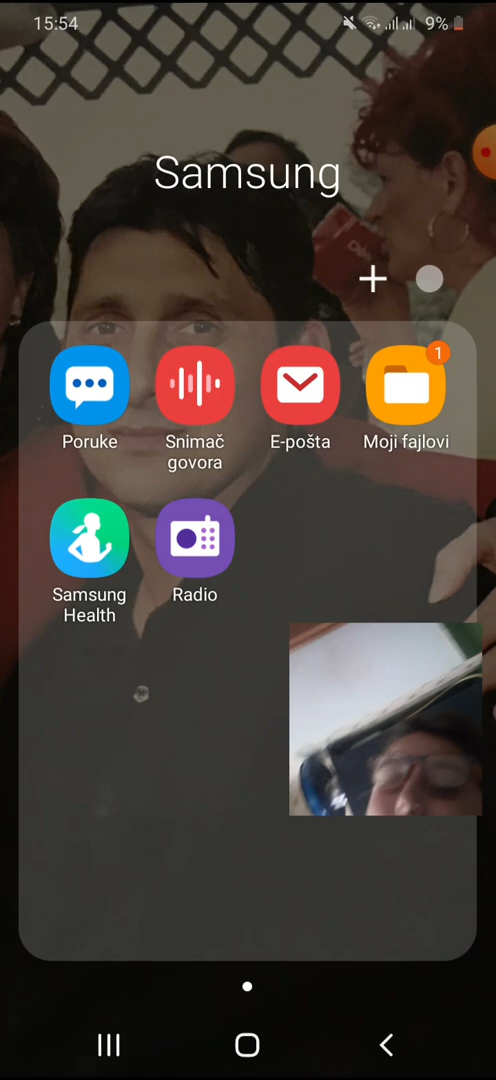 15:54
9%
Samsung
1
Poruke
Snimač
govora
E-pošta
Moji fajlovi
Samsung
Health
Radio